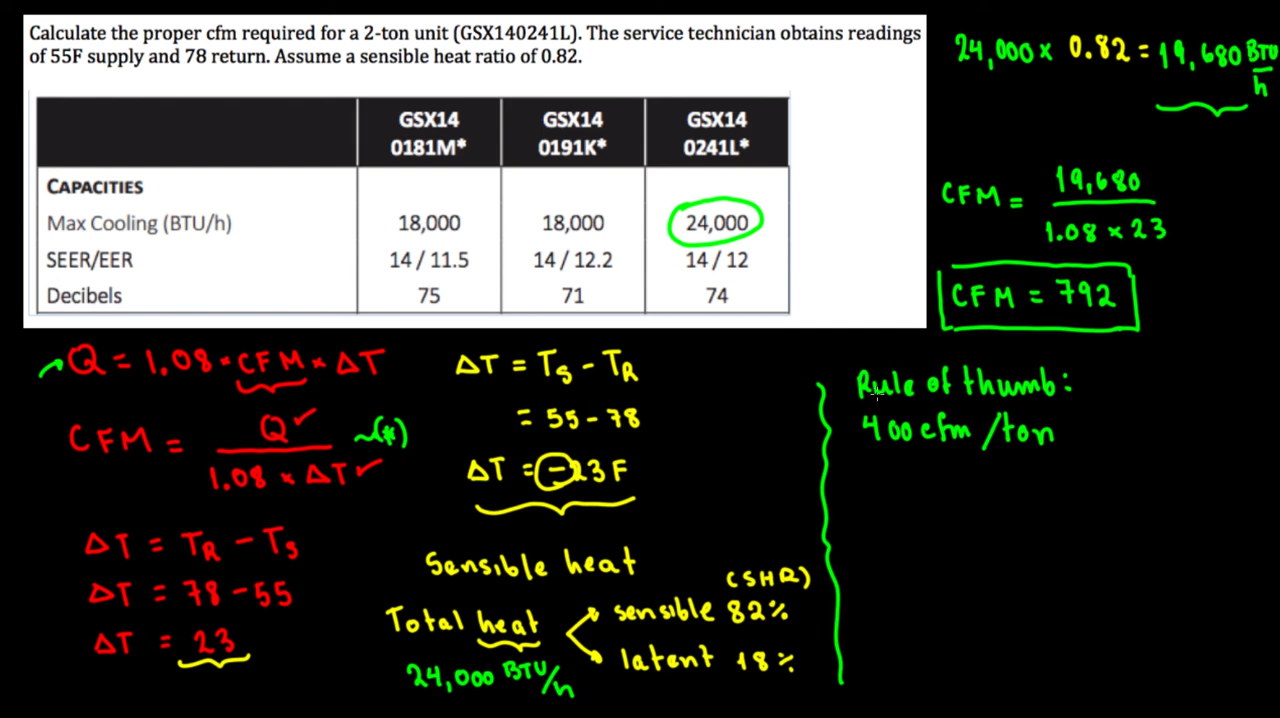 Calculate the proper cfm required for a 2-ton unit (GSX140241L). The service technician obtains readings
of 55F supply and 78 return. Assume a sensible heat ratio of 0.82.
GSX14 GSX14 GSX14
0181M* 0191K* 0241L*
CAPACITIES
Max Cooling (BTU/h) 18,000 18,000 24,000
SEER/EER 14 / 11.5 14 / 12.2 14 / 12
Decibels 75 71 74
24,000 × 0.82 = 19,680 BTU/h
CFM = 19,680 / 1.08 × 23
CFM = 792
Q = 1.08 * CFM × ΔT
CFM = Q / 1.08 × ΔT ~(*)
ΔT = TR - TS
ΔT = 78 - 55
ΔT = 23
ΔT = TS - TR
= 55 - 78
ΔT = -23 F
Sensible heat
(SHR)
Total heat sensible 82%
latent 18%
24,000 BTU/h
Rule of thumb:
400 cfm/ton